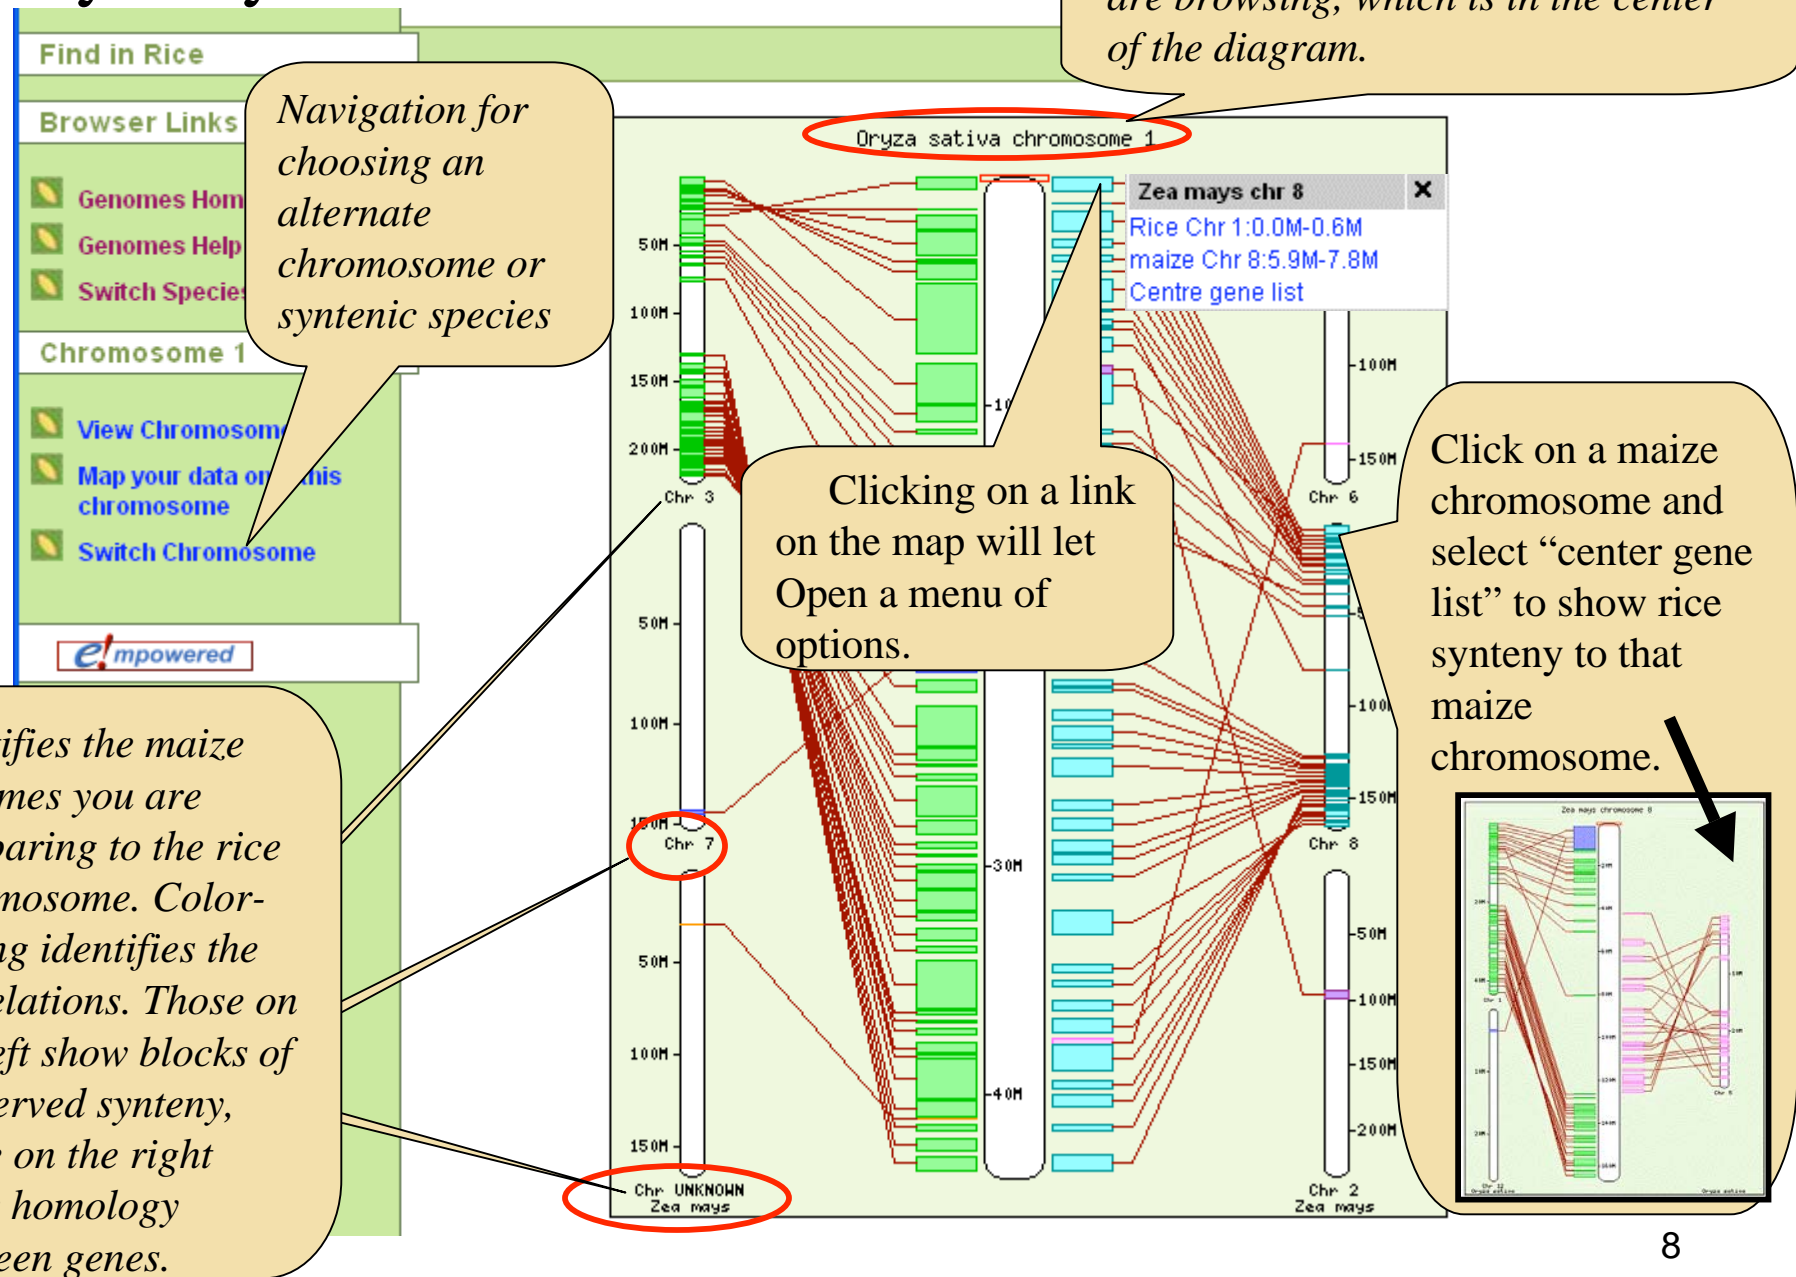 are browsing, which is in the center
of the diagram.
Find in Rice
Browser Links
Genomes Hom
Genomes Help
Switch Species
Chromosome 1
View Chromosome
Map your data on this
chromosome
Switch Chromosome
e!mpowered
Navigation for
choosing an
alternate
chromosome or
syntenic species
Oryza sativa chromosome 1
Zea mays chr 8 ×
Rice Chr 1:0.0M-0.6M
maize Chr 8:5.9M-7.8M
Centre gene list
50M
100M
150M
200M
Chr 3
50M
100M
150M
Chr 7
50M
100M
150M
Chr UNKNOWN
Zea mays
30M
40M
100M
150M
Chr 6
100
150M
Chr 8
50M
100M
150M
200M
Chr 2
Zea mays
Clicking on a link
on the map will let
Open a menu of
options.
Click on a maize
chromosome and
select “center gene
list” to show rice
synteny to that
maize
chromosome.
Zea mays chromosome 8
tifies the maize
mes you are
paring to the rice
mosome. Color-
ng identifies the
elations. Those on
eft show blocks of
erved synteny,
e on the right
homology
een genes.
8